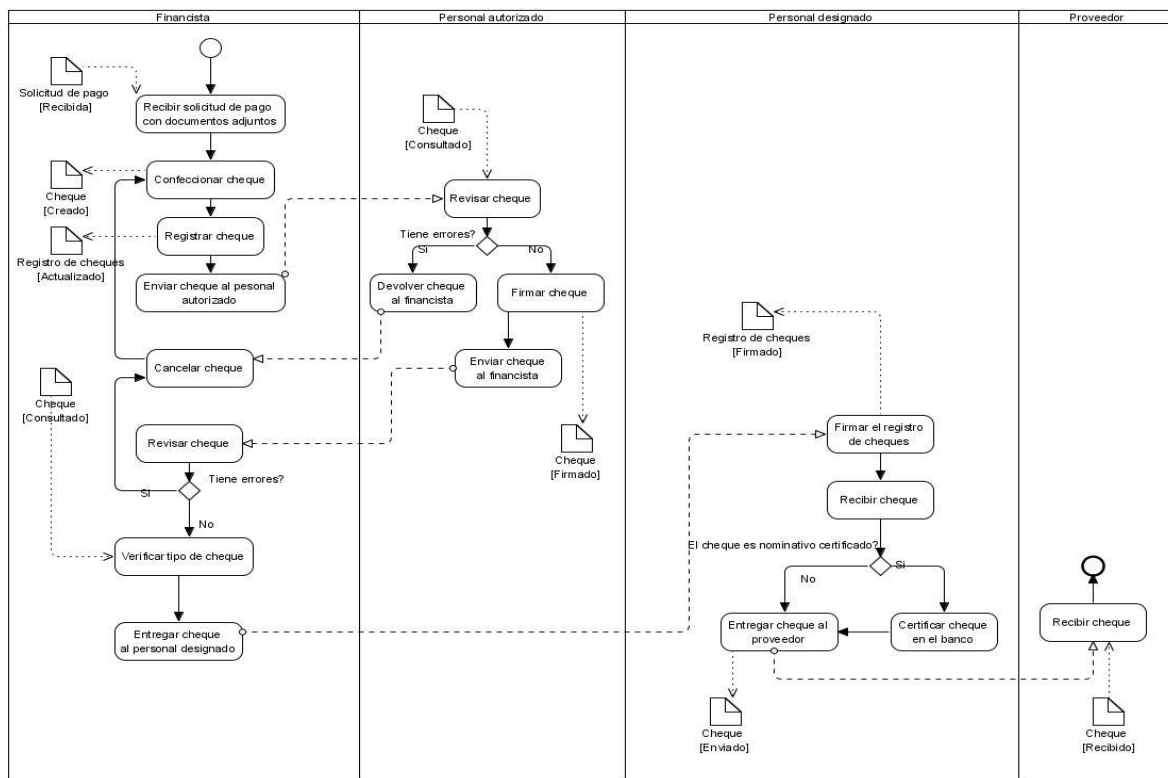 Financista
Personal autorizado
Personal designado
Proveedor
Solicitud de pago
[Recibida]
Recibir solicitud de pago
con documentos adjuntos
Confeccionar cheque
Cheque
[Creado]
Registrar cheque
Registro de cheques
[Actualizado]
Enviar cheque al pesonal
autorizado
Cancelar cheque
Cheque
[Consultado]
Revisar cheque
Tiene errores?
Si
No
Verificar tipo de cheque
Entregar cheque
al personal designado
Cheque
[Consultado]
Revisar cheque
Tiene errores?
Si
No
Devolver cheque
al financista
Firmar cheque
Enviar cheque
al financista
Cheque
[Firmado]
Registro de cheques
[Firmado]
Firmar el registro
de cheques
Recibir cheque
El cheque es nominativo certificado?
No
Si
Entregar cheque al
proveedor
Certificar cheque
en el banco
Cheque
[Enviado]
Recibir cheque
Cheque
[Recibido]